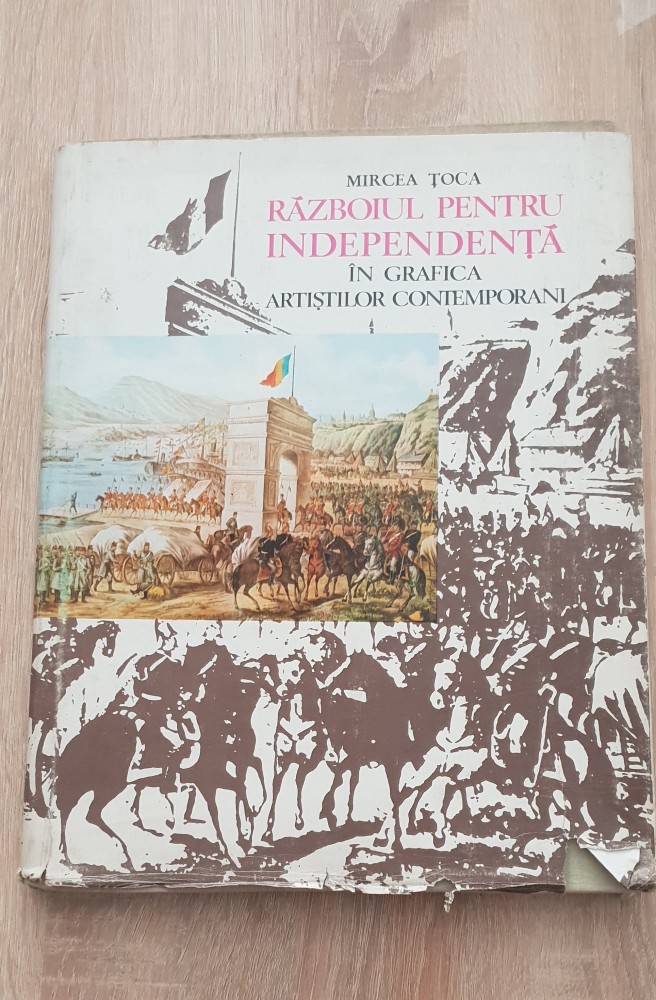 MIRCEA ŢOCA
RĂZBOIUL PENTRU
INDEPENDENŢĂ
ÎN GRAFICA
ARTIŞTILOR CONTEMPORANI